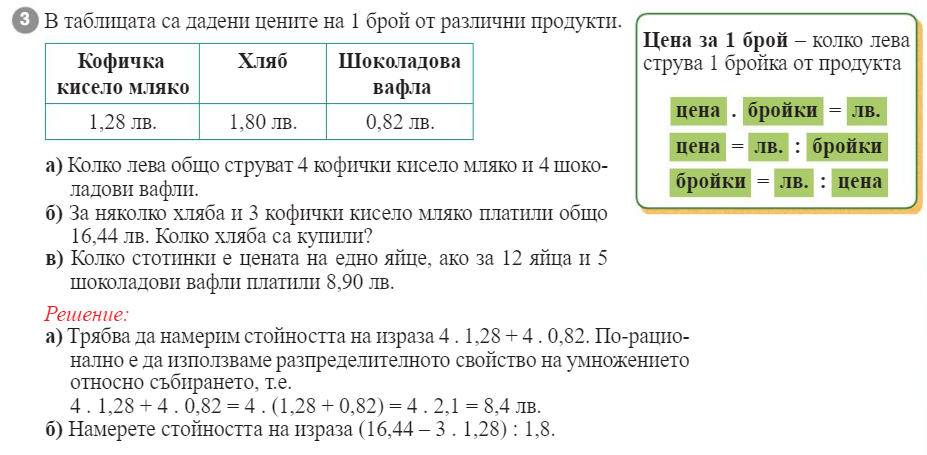 3 В таблицата са дадени цените на 1 брой от различни продукти.
Кофичка кисело мляко
Хляб
Шоколадова вафла
1,28 лв.
1,80 лв.
0,82 лв.
Цена за 1 брой – колко лева
струва 1 бройка от продукта
цена . бройки = лв.
цена = лв. : бройки
бройки = лв. : цена
а) Колко лева общо струват 4 кофички кисело мляко и 4 шоко-
ладови вафли.
б) За няколко хляба и 3 кофички кисело мляко платили общо
16,44 лв. Колко хляба са купили?
в) Колко стотинки е цената на едно яйце, ако за 12 яйца и 5
шоколадови вафли платили 8,90 лв.
Решение:
а) Трябва да намерим стойността на израза 4 . 1,28 + 4 . 0,82. По-рацио-
нално е да използваме разпределителното свойство на умножението
относно събирането, т.е.
4 . 1,28 + 4 . 0,82 = 4 . (1,28 + 0,82) = 4 . 2,1 = 8,4 лв.
б) Намерете стойността на израза (16,44 – 3 . 1,28) : 1,8.